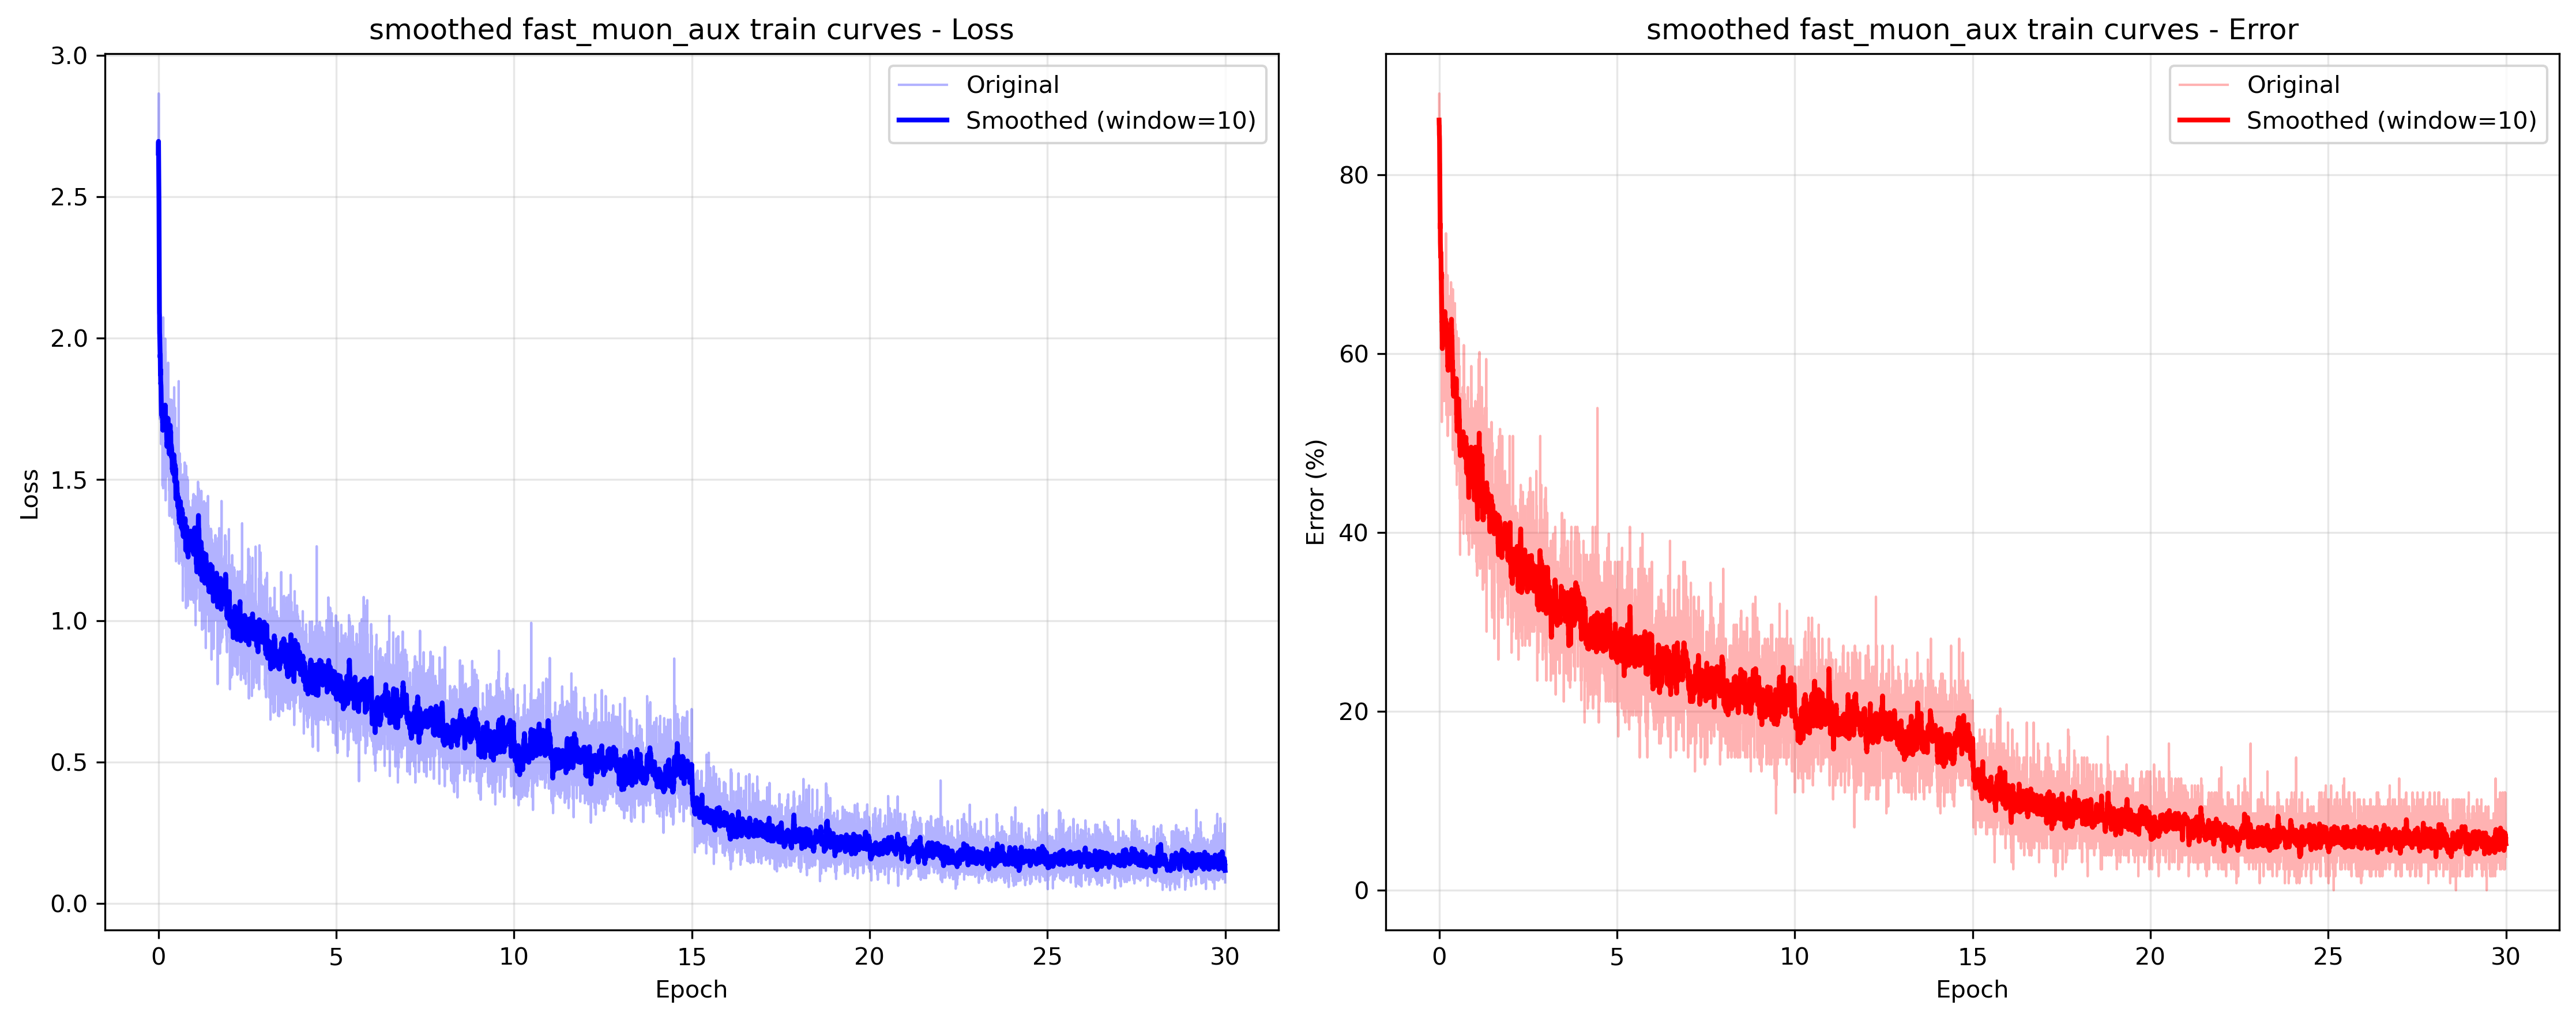 smoothed fast_muon_aux train curves - Loss
Original
Smoothed (window=10)
3.0
2.5
2.0
1.5
1.0
0.5
0.0
Loss
0 5 10 15 20 25 30
Epoch
smoothed fast_muon_aux train curves - Error
Original
Smoothed (window=10)
80
60
40
20
0
Error (%)
0 5 10 15 20 25 30
Epoch